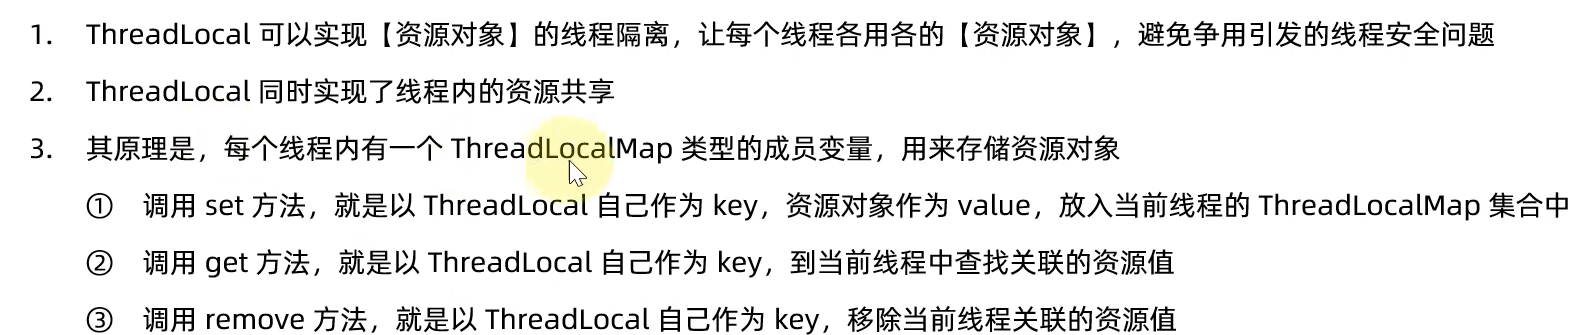 1. ThreadLocal 可以实现【资源对象】的线程隔离，让每个线程各用各的【资源对象】，避免争用引发的线程安全问题
2. ThreadLocal 同时实现了线程内的资源共享
3. 其原理是，每个线程内有一个 ThreadLocalMap 类型的成员变量，用来存储资源对象
① 调用 set 方法，就是以 ThreadLocal 自己作为 key，资源对象作为 value，放入当前线程的 ThreadLocalMap 集合中
② 调用 get 方法，就是以 ThreadLocal 自己作为 key，到当前线程中查找关联的资源值
③ 调用 remove 方法，就是以 ThreadLocal 自己作为 key，移除当前线程关联的资源值